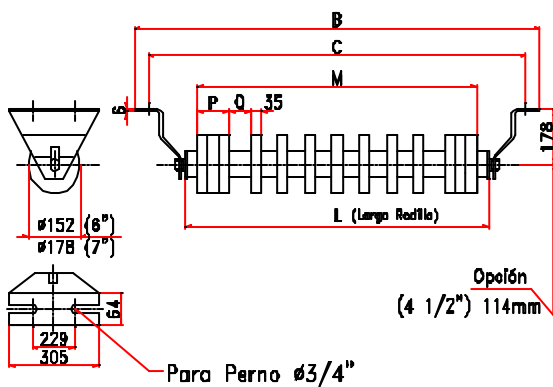 B
C
M
6
P
Q
35
178
L (Largo Rodillo)
ø152 (6")
ø178 (7")
64
229
305
Opción
(4 1/2") 114mm
Para Perno ø3/4"